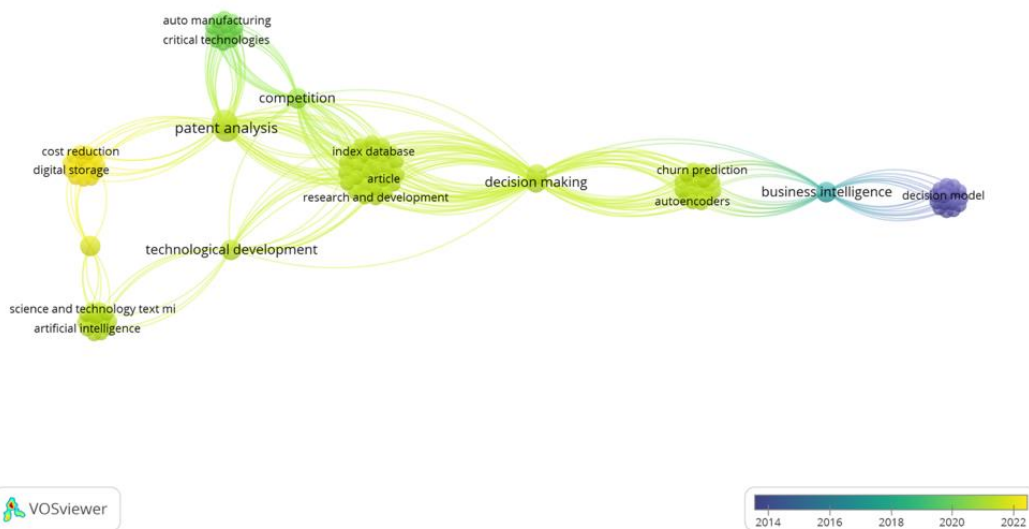 auto manufacturing
critical technologies
competition
patent analysis
cost reduction
digital storage
index database
article
research and development
decision making
churn prediction
autoencoders
business intelligence
decision model
technological development
science and technology text mi
artificial intelligence
VOSviewer
2014 2016 2018 2020 2022